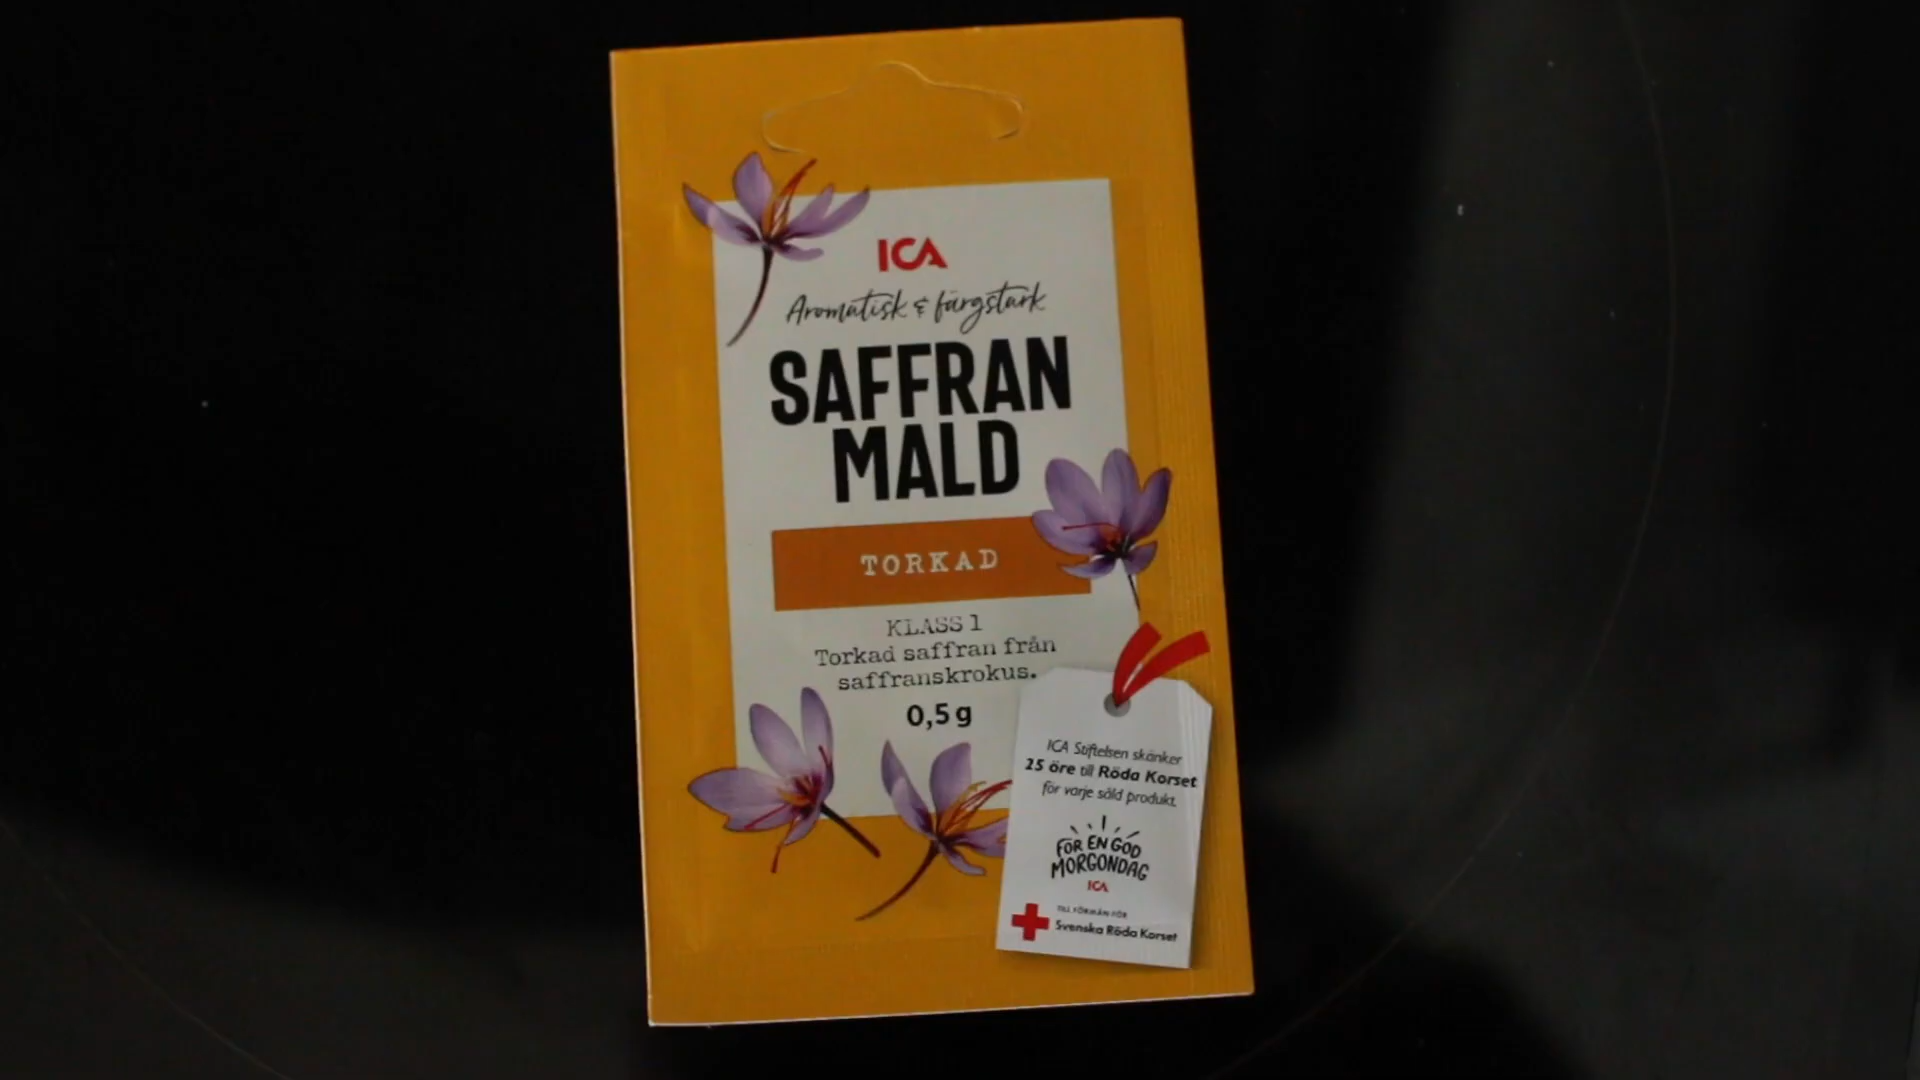 ICA
Aromatisk & färgstark
SAFFRAN
MALD
TORKAD
KLASS 1
Torkad saffran från
saffranskrokus.
0,5 g
ICA Stiftelsen skänker
25 öre till Röda Korset
för varje såld produkt.
FÖR EN GOD
MORGONDAG
ICA
TILL FÖRMÅN FÖR
Svenska Röda Korset